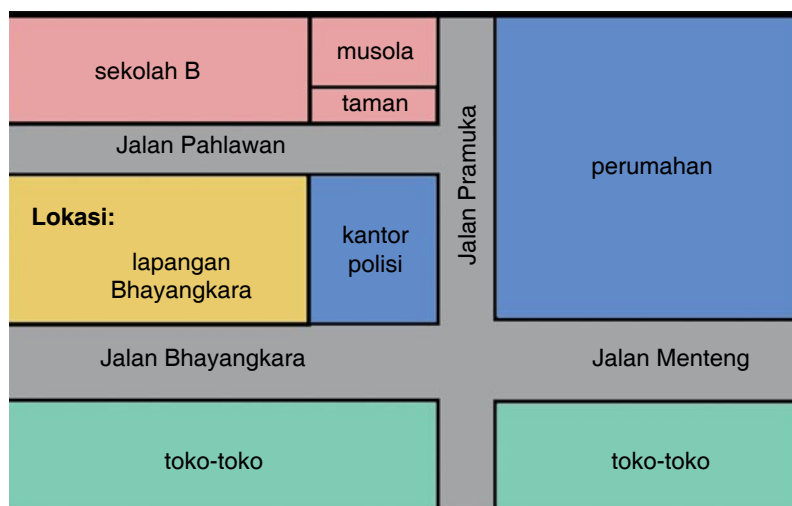 sekolah B
musola
taman
Jalan Pahlawan
Jalan Pramuka
perumahan
Lokasi:
lapangan
Bhayangkara
kantor
polisi
Jalan Bhayangkara
Jalan Menteng
toko-toko
toko-toko